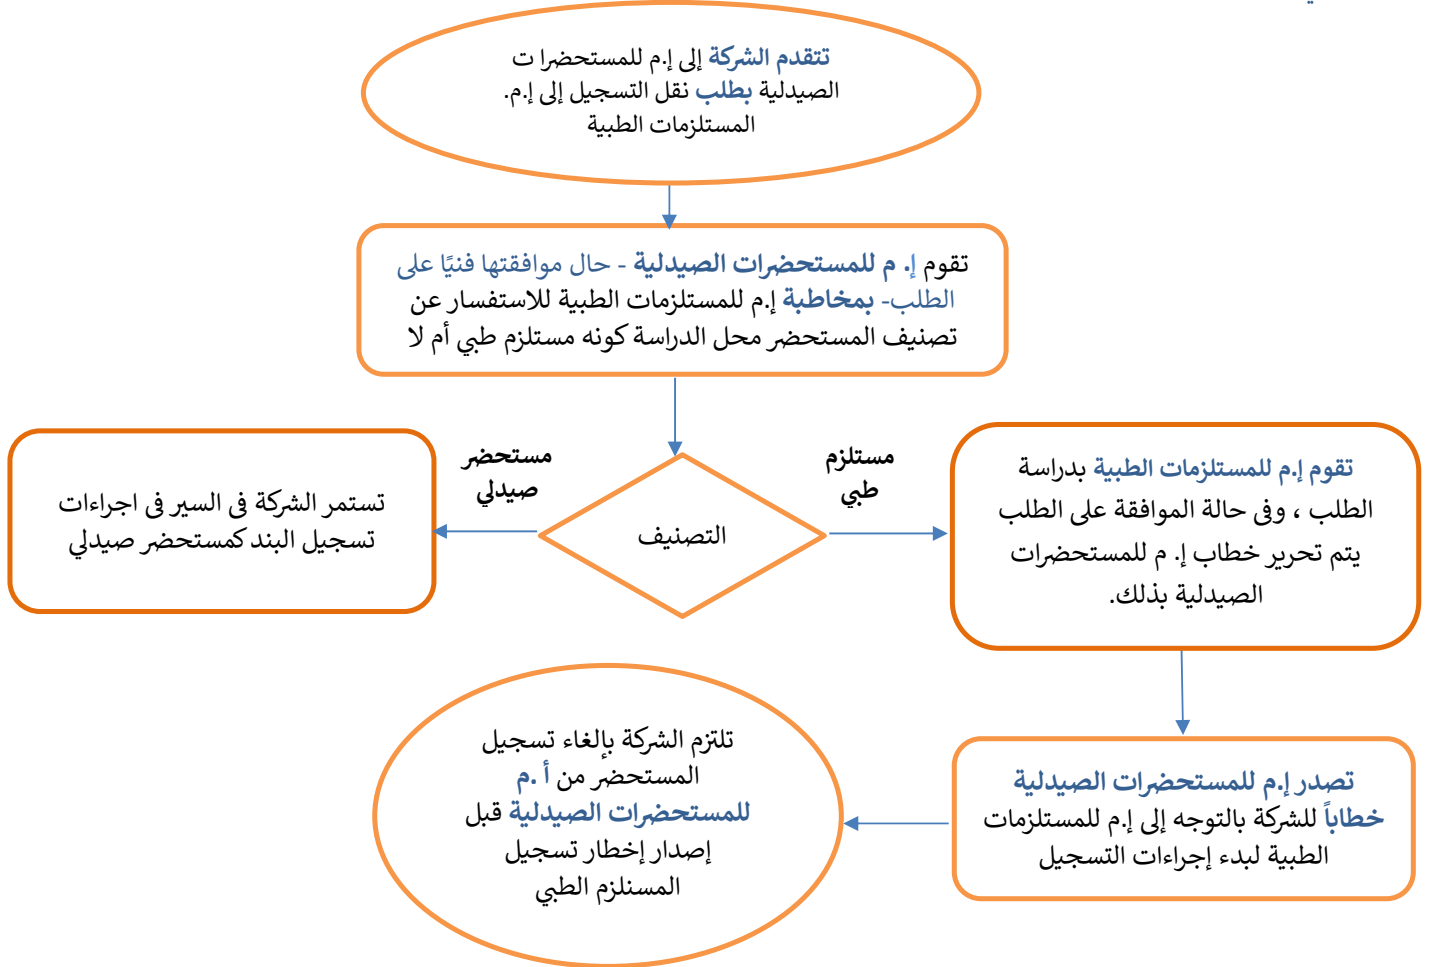 تتقدم الشركة إلى إ.م للمستحضرا ت
الصيدلية بطلب نقل التسجيل إلى إ.م.
المستلزمات الطبية
تقوم إ. م للمستحضرات الصيدلية - حال موافقتها فنيًا على
الطلب- بمخاطبة إ.م للمستلزمات الطبية للاستفسار عن
تصنيف المستحضر محل الدراسة كونه مستلزم طبي أم لا
مستلزم
طبي
مستحضر
صيدلي
التصنيف
تقوم إ.م للمستلزمات الطبية بدراسة
الطلب ، وفى حالة الموافقة على الطلب
يتم تحرير خطاب إ. م للمستحضرات
الصيدلية بذلك.
تستمر الشركة فى السير فى اجراءات
تسجيل البند كمستحضر صيدلي
تصدر إ.م للمستحضرات الصيدلية
خطاباً للشركة بالتوجه إلى إ.م للمستلزمات
الطبية لبدء إجراءات التسجيل
تلتزم الشركة بإلغاء تسجيل
المستحضر من أ .م
للمستحضرات الصيدلية قبل
إصدار إخطار تسجيل
المسنلزم الطبي